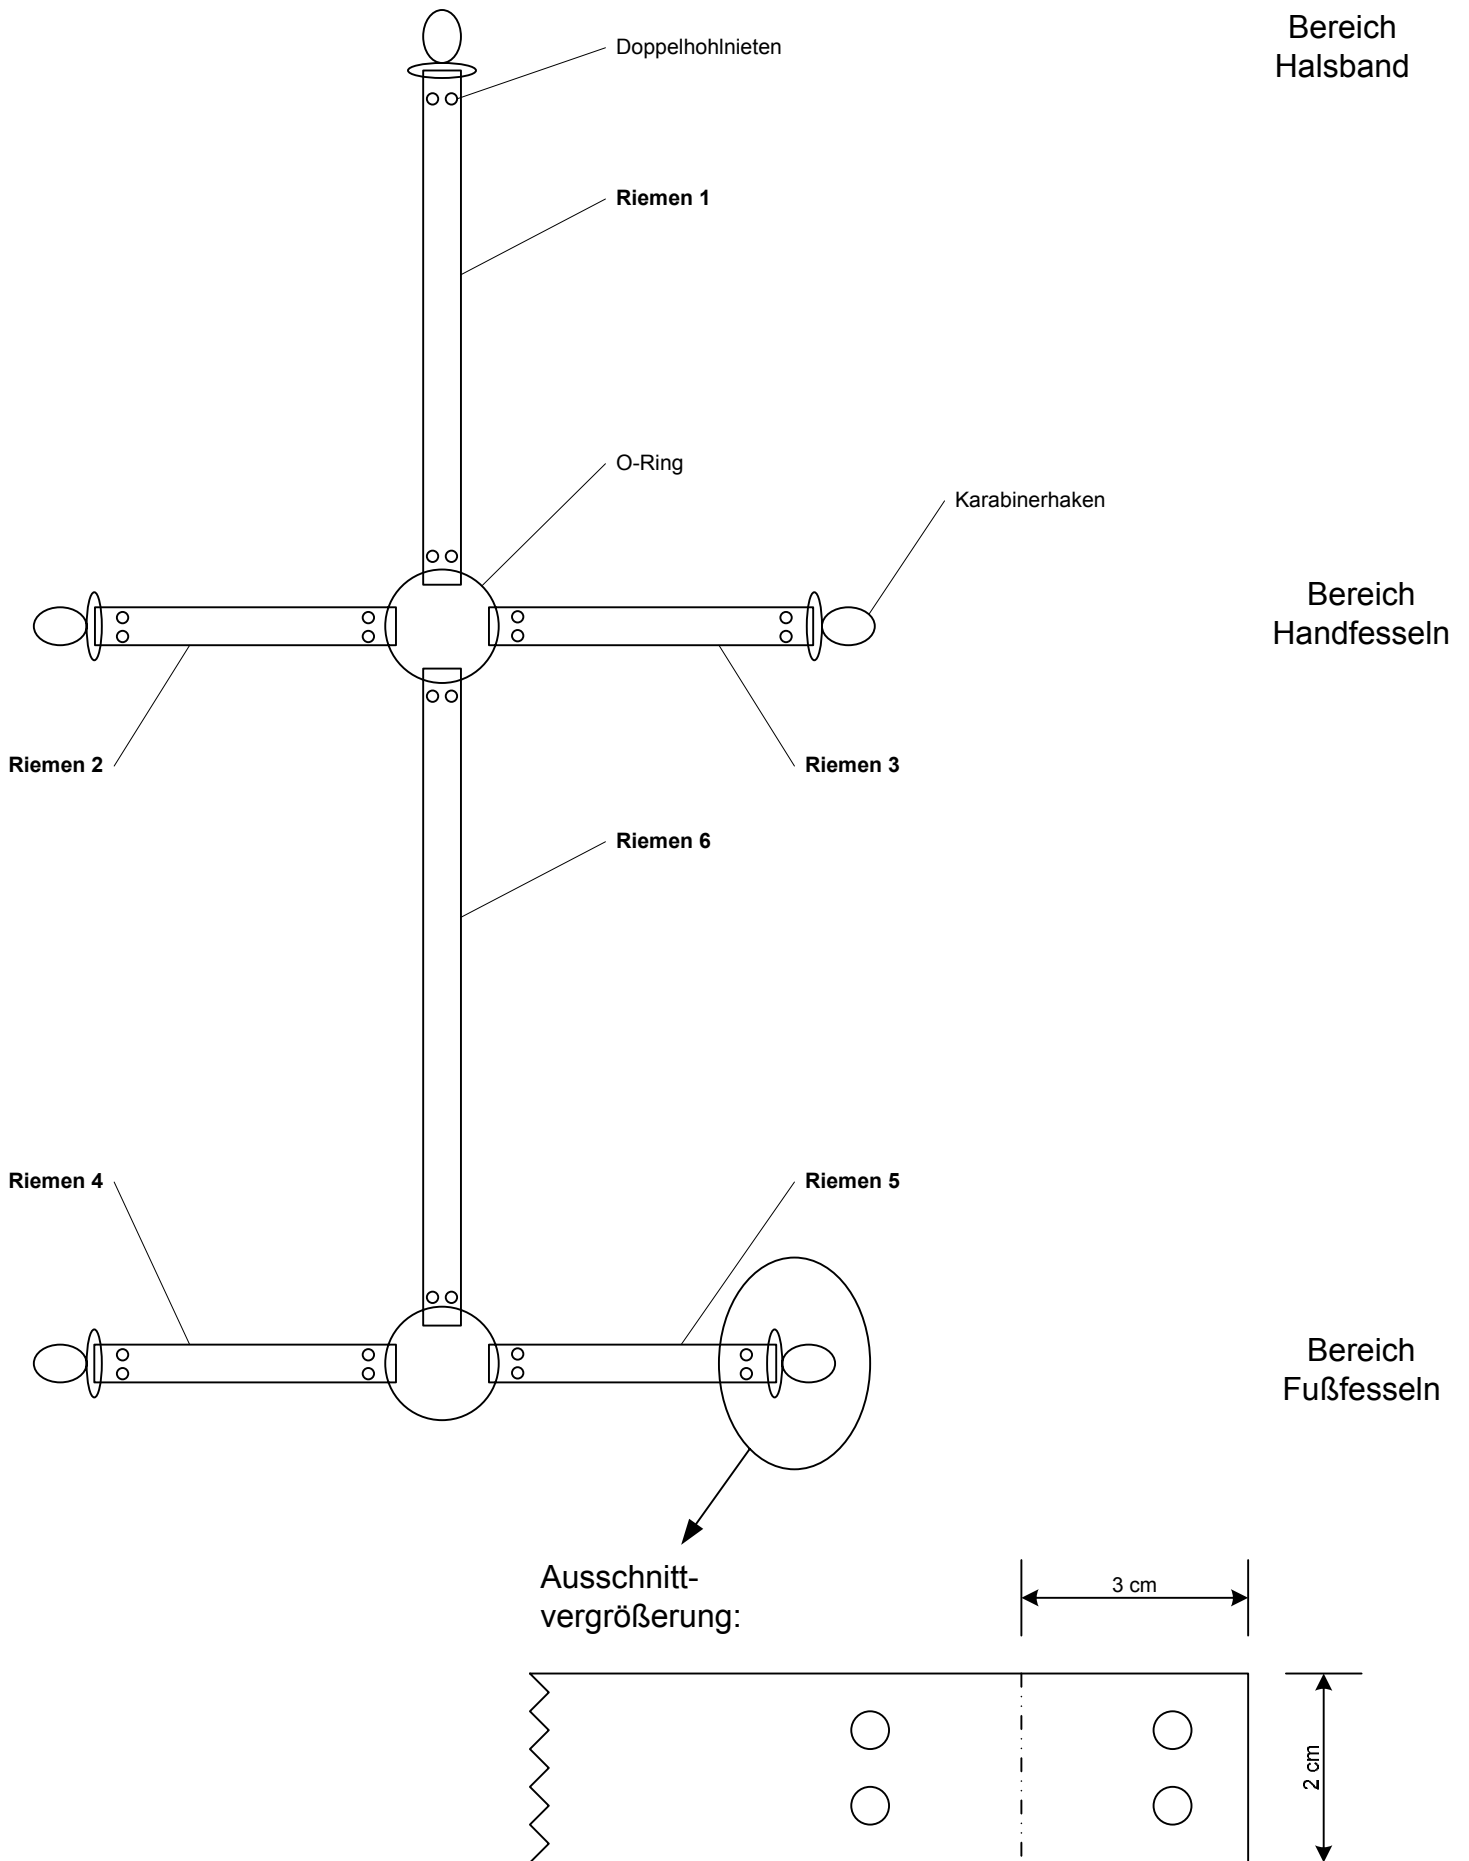 Bereich
Halsband
Doppelhohlnieten
Riemen 1
O-Ring
Karabinerhaken
Bereich
Handfesseln
Riemen 2
Riemen 3
Riemen 6
Riemen 4
Riemen 5
Bereich
Fußfesseln
Ausschnitt-
vergrößerung:
3 cm
2 cm